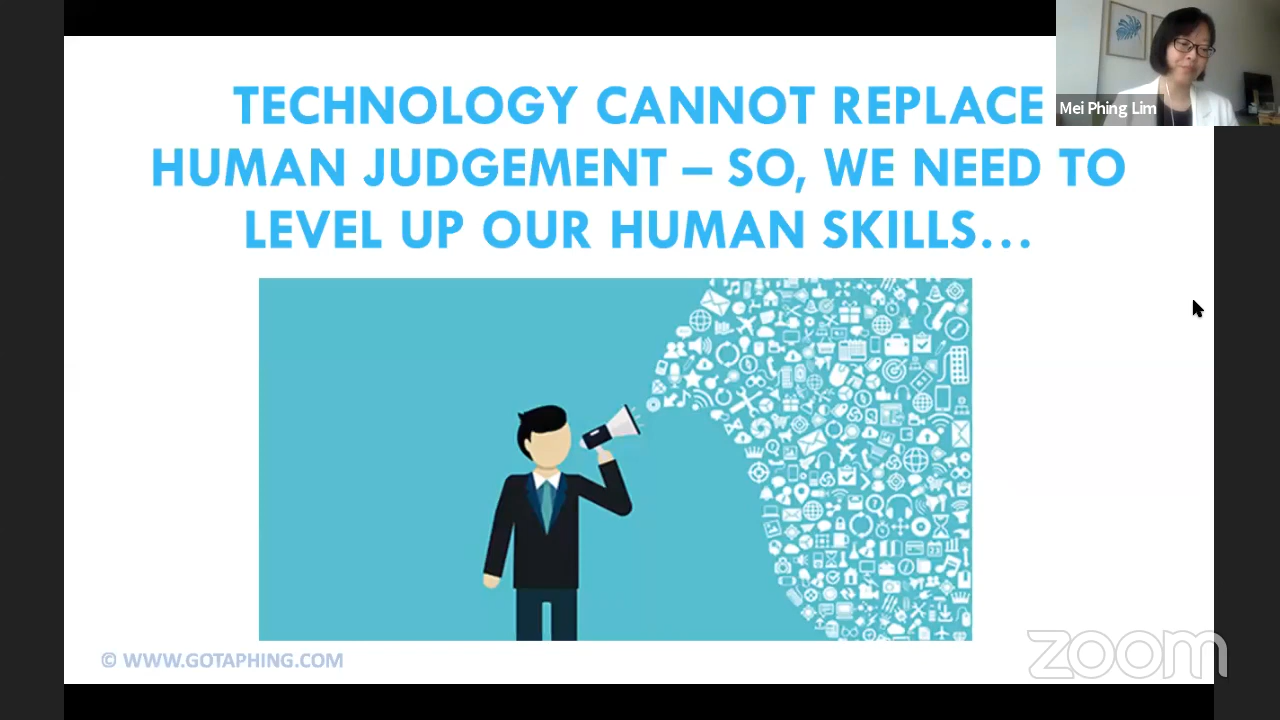 TECHNOLOGY CANNOT REPLACE
HUMAN JUDGEMENT – SO, WE NEED TO
LEVEL UP OUR HUMAN SKILLS...
Mei Phing Lim
© WWW.GOTAPHING.COM
zoom